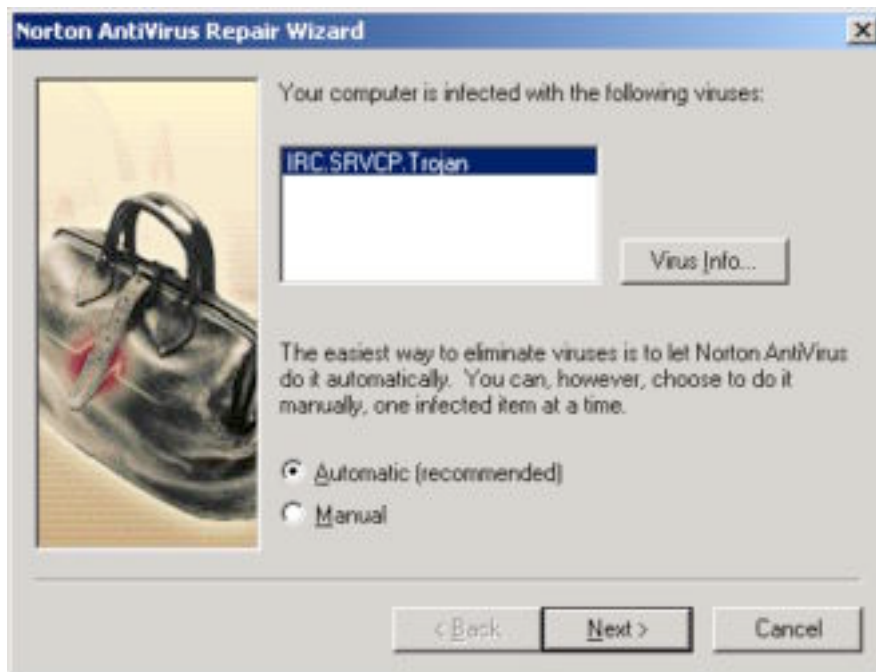 Norton AntiVirus Repair Wizard
Your computer is infected with the following viruses:
IRC.SRVCP.Trojan
Virus Info...
The easiest way to eliminate viruses is to let Norton AntiVirus
do it automatically. You can, however, choose to do it
manually, one infected item at a time.
Automatic (recommended)
Manual
< Back
Next >
Cancel